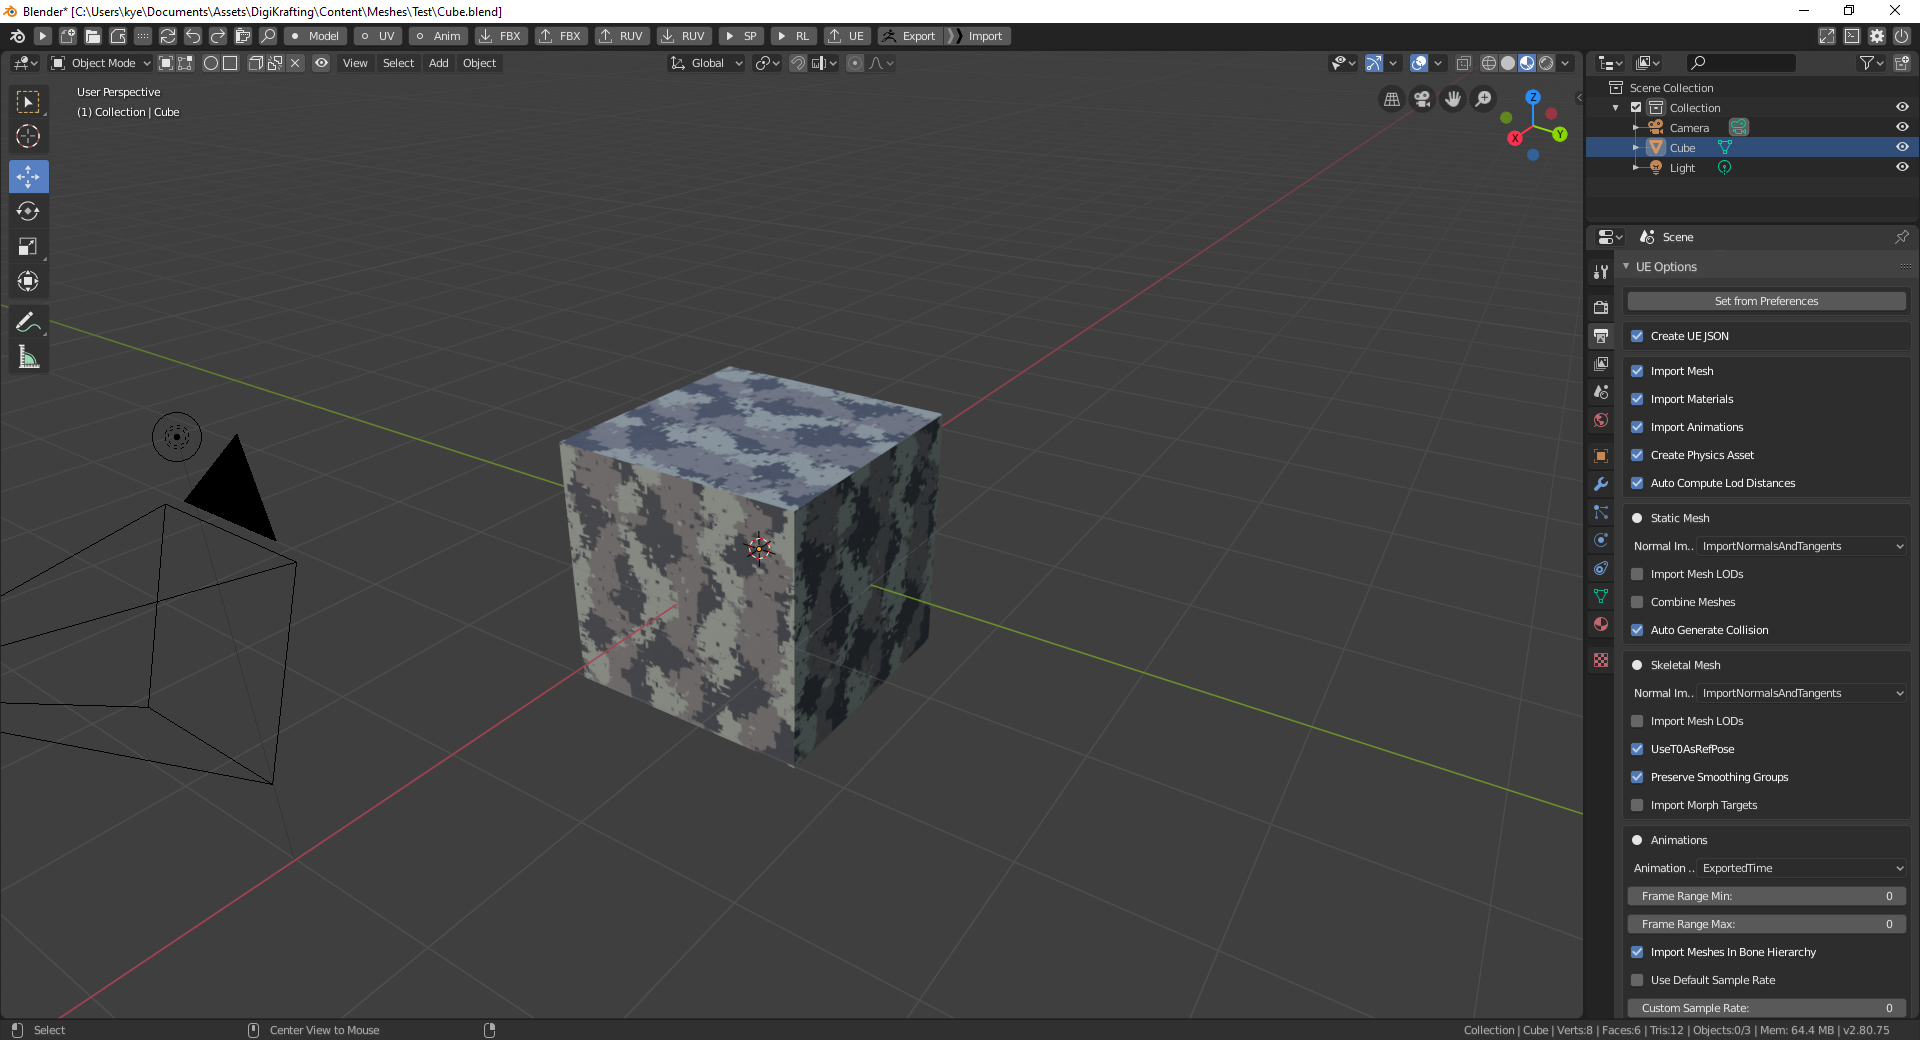 Blender* [C:\Users\kye\Documents\Assets\DigiKrafting\Content\Meshes\Test\Cube.blend]
Model UV Anim FBX FBX RUV RUV SP RL UE Export Import
Object Mode View Select Add Object Global
User Perspective
(1) Collection | Cube
Z
X
Y
Scene Collection
Collection
Camera
Cube
Light
Scene
UE Options
Set from Preferences
Create UE JSON
Import Mesh
Import Materials
Import Animations
Create Physics Asset
Auto Compute Lod Distances
Static Mesh
Normal Im.. ImportNormalsAndTangents
Import Mesh LODs
Combine Meshes
Auto Generate Collision
Skeletal Mesh
Normal Im.. ImportNormalsAndTangents
Import Mesh LODs
UseT0AsRefPose
Preserve Smoothing Groups
Import Morph Targets
Animations
Animation .. ExportedTime
Frame Range Min: 0
Frame Range Max: 0
Import Meshes In Bone Hierarchy
Use Default Sample Rate
Custom Sample Rate: 0
Select Center View to Mouse Collection | Cube | Verts:8 | Faces:6 | Tris:12 | Objects:0/3 | Mem: 64.4 MB | v2.80.75